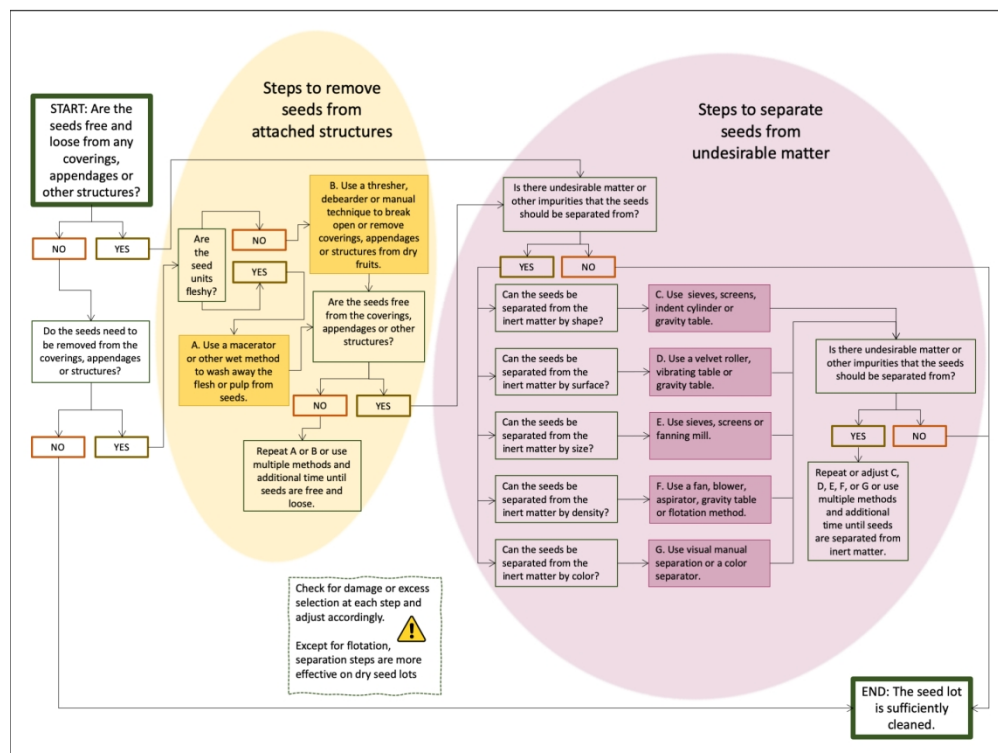 Steps to remove
seeds from
attached structures
Steps to separate
seeds from
undesirable matter
START: Are the
seeds free and
loose from any
coverings,
appendages or
other structures?
NO
YES
Do the seeds need to
be removed from the
coverings, appendages
or structures?
NO
YES
Are
the
seed
units
fleshy?
NO
YES
B. Use a thresher,
debearder or manual
technique to break
open or remove
coverings, appendages
or structures from dry
fruits.
A. Use a macerator
or other wet method
to wash away the
flesh or pulp from
seeds.
Are the seeds free
from the coverings,
appendages or other
structures?
NO
YES
Repeat A or B or use
multiple methods and
additional time until
seeds are free and
loose.
Is there undesirable matter or
other impurities that the seeds
should be separated from?
YES
NO
Can the seeds be
separated from the
inert matter by shape?
C. Use sieves, screens,
indent cylinder or
gravity table.
Can the seeds be
separated from the
inert matter by surface?
D. Use a velvet roller,
vibrating table or
gravity table.
Can the seeds be
separated from the
inert matter by size?
E. Use sieves, screens or
fanning mill.
Can the seeds be
separated from the
inert matter by density?
F. Use a fan, blower,
aspirator, gravity table
or flotation method.
Can the seeds be
separated from the
inert matter by color?
G. Use visual manual
separation or a color
separator.
Is there undesirable matter or
other impurities that the seeds
should be separated from?
YES
NO
Repeat or adjust C,
D, E, F, or G or use
multiple methods
and additional
time until seeds
are separated from
inert matter.
Check for damage or excess
selection at each step and
adjust accordingly.
Except for flotation,
separation steps are more
effective on dry seed lots
END: The seed lot
is sufficiently
cleaned.